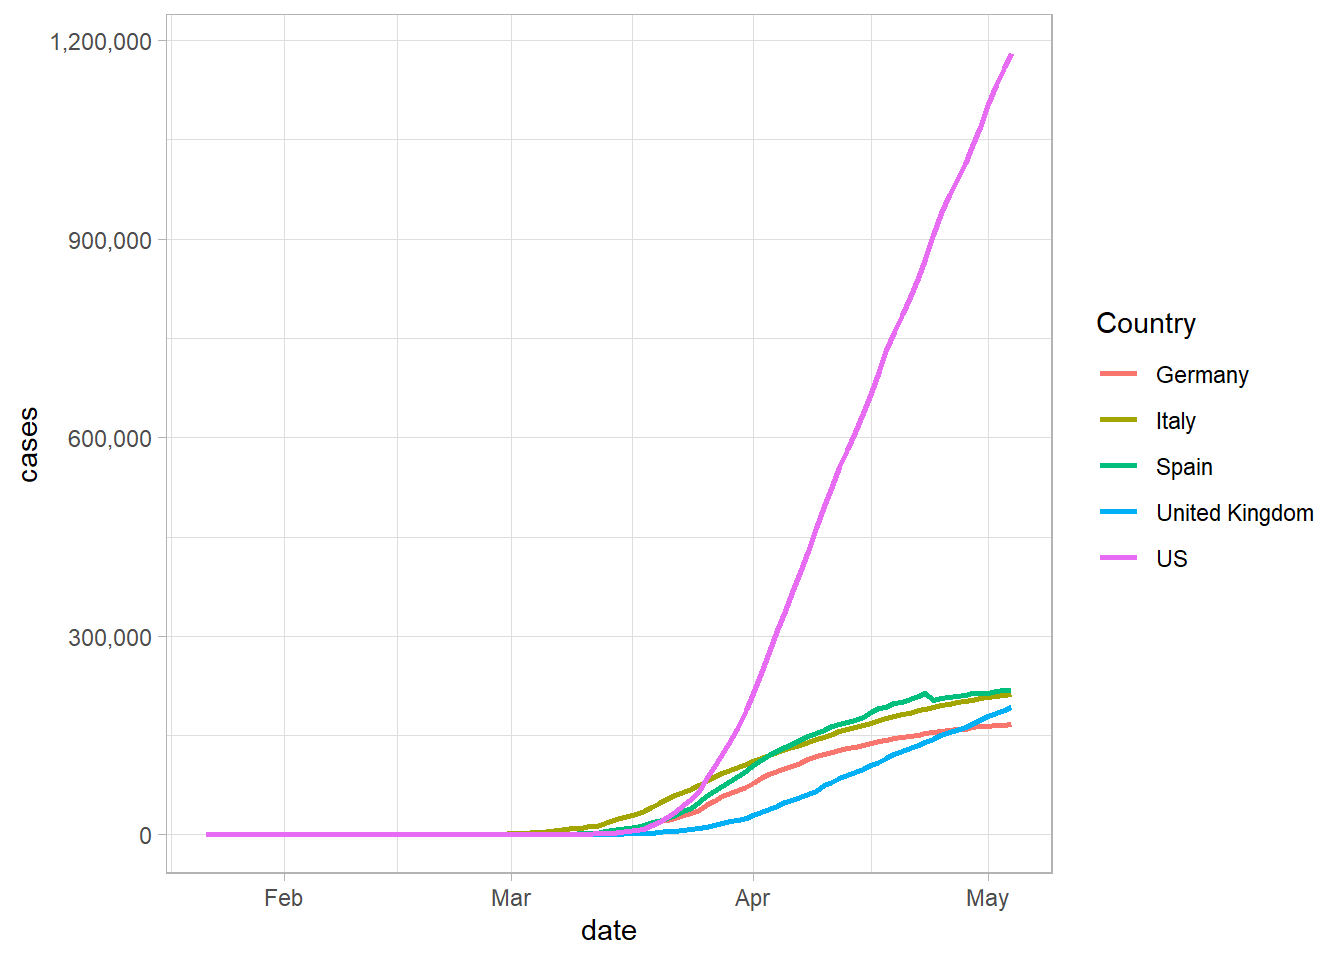 1,200,000
900,000
600,000
300,000
0
cases
Feb Mar Apr May
date
Country
Germany
Italy
Spain
United Kingdom
US